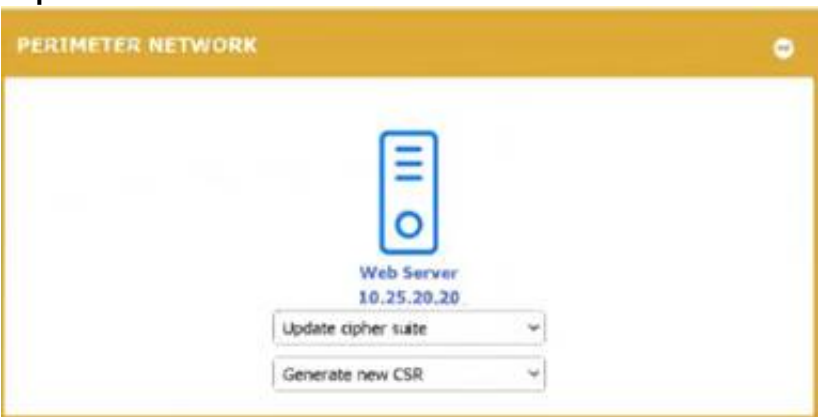 PERIMETER NETWORK
Web Server
10.25.20.20
Update cipher suite
Generate new CSR